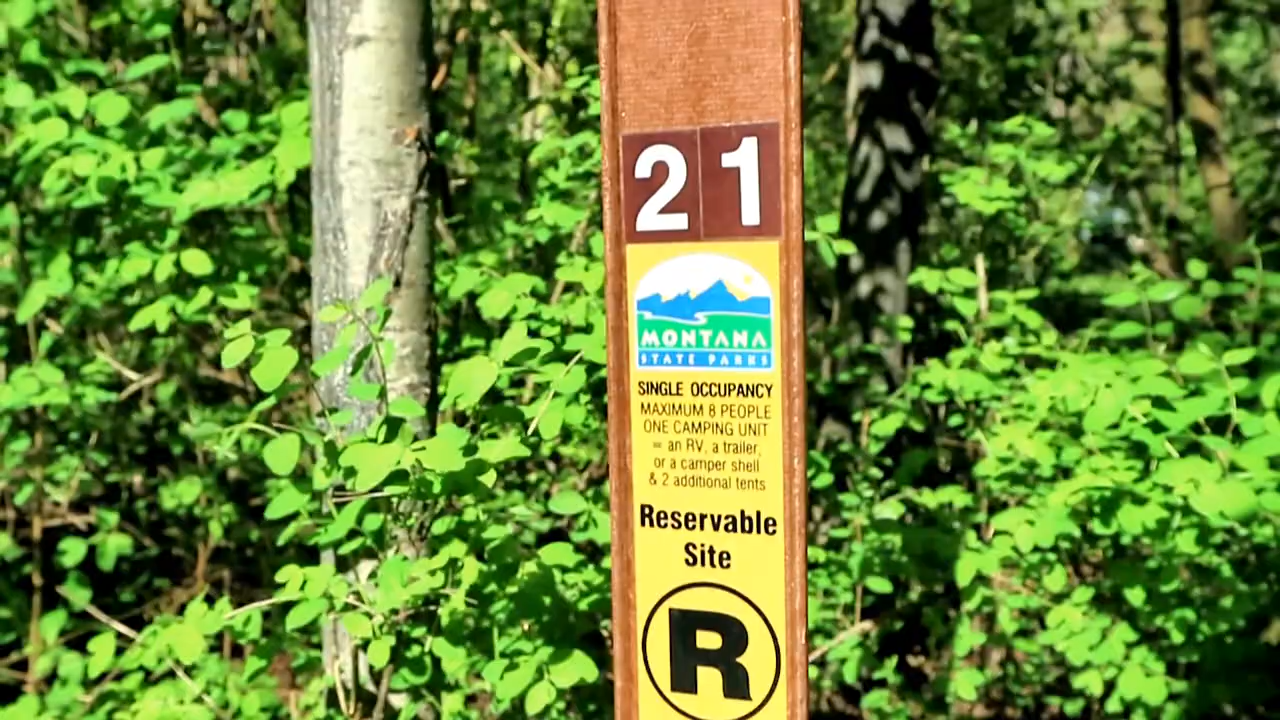 21
MONTANA
STATE PARKS
SINGLE OCCUPANCY
MAXIMUM 8 PEOPLE
ONE CAMPING UNIT
= an RV, a trailer,
or a camper shell
& 2 additional tents
Reservable
Site
R